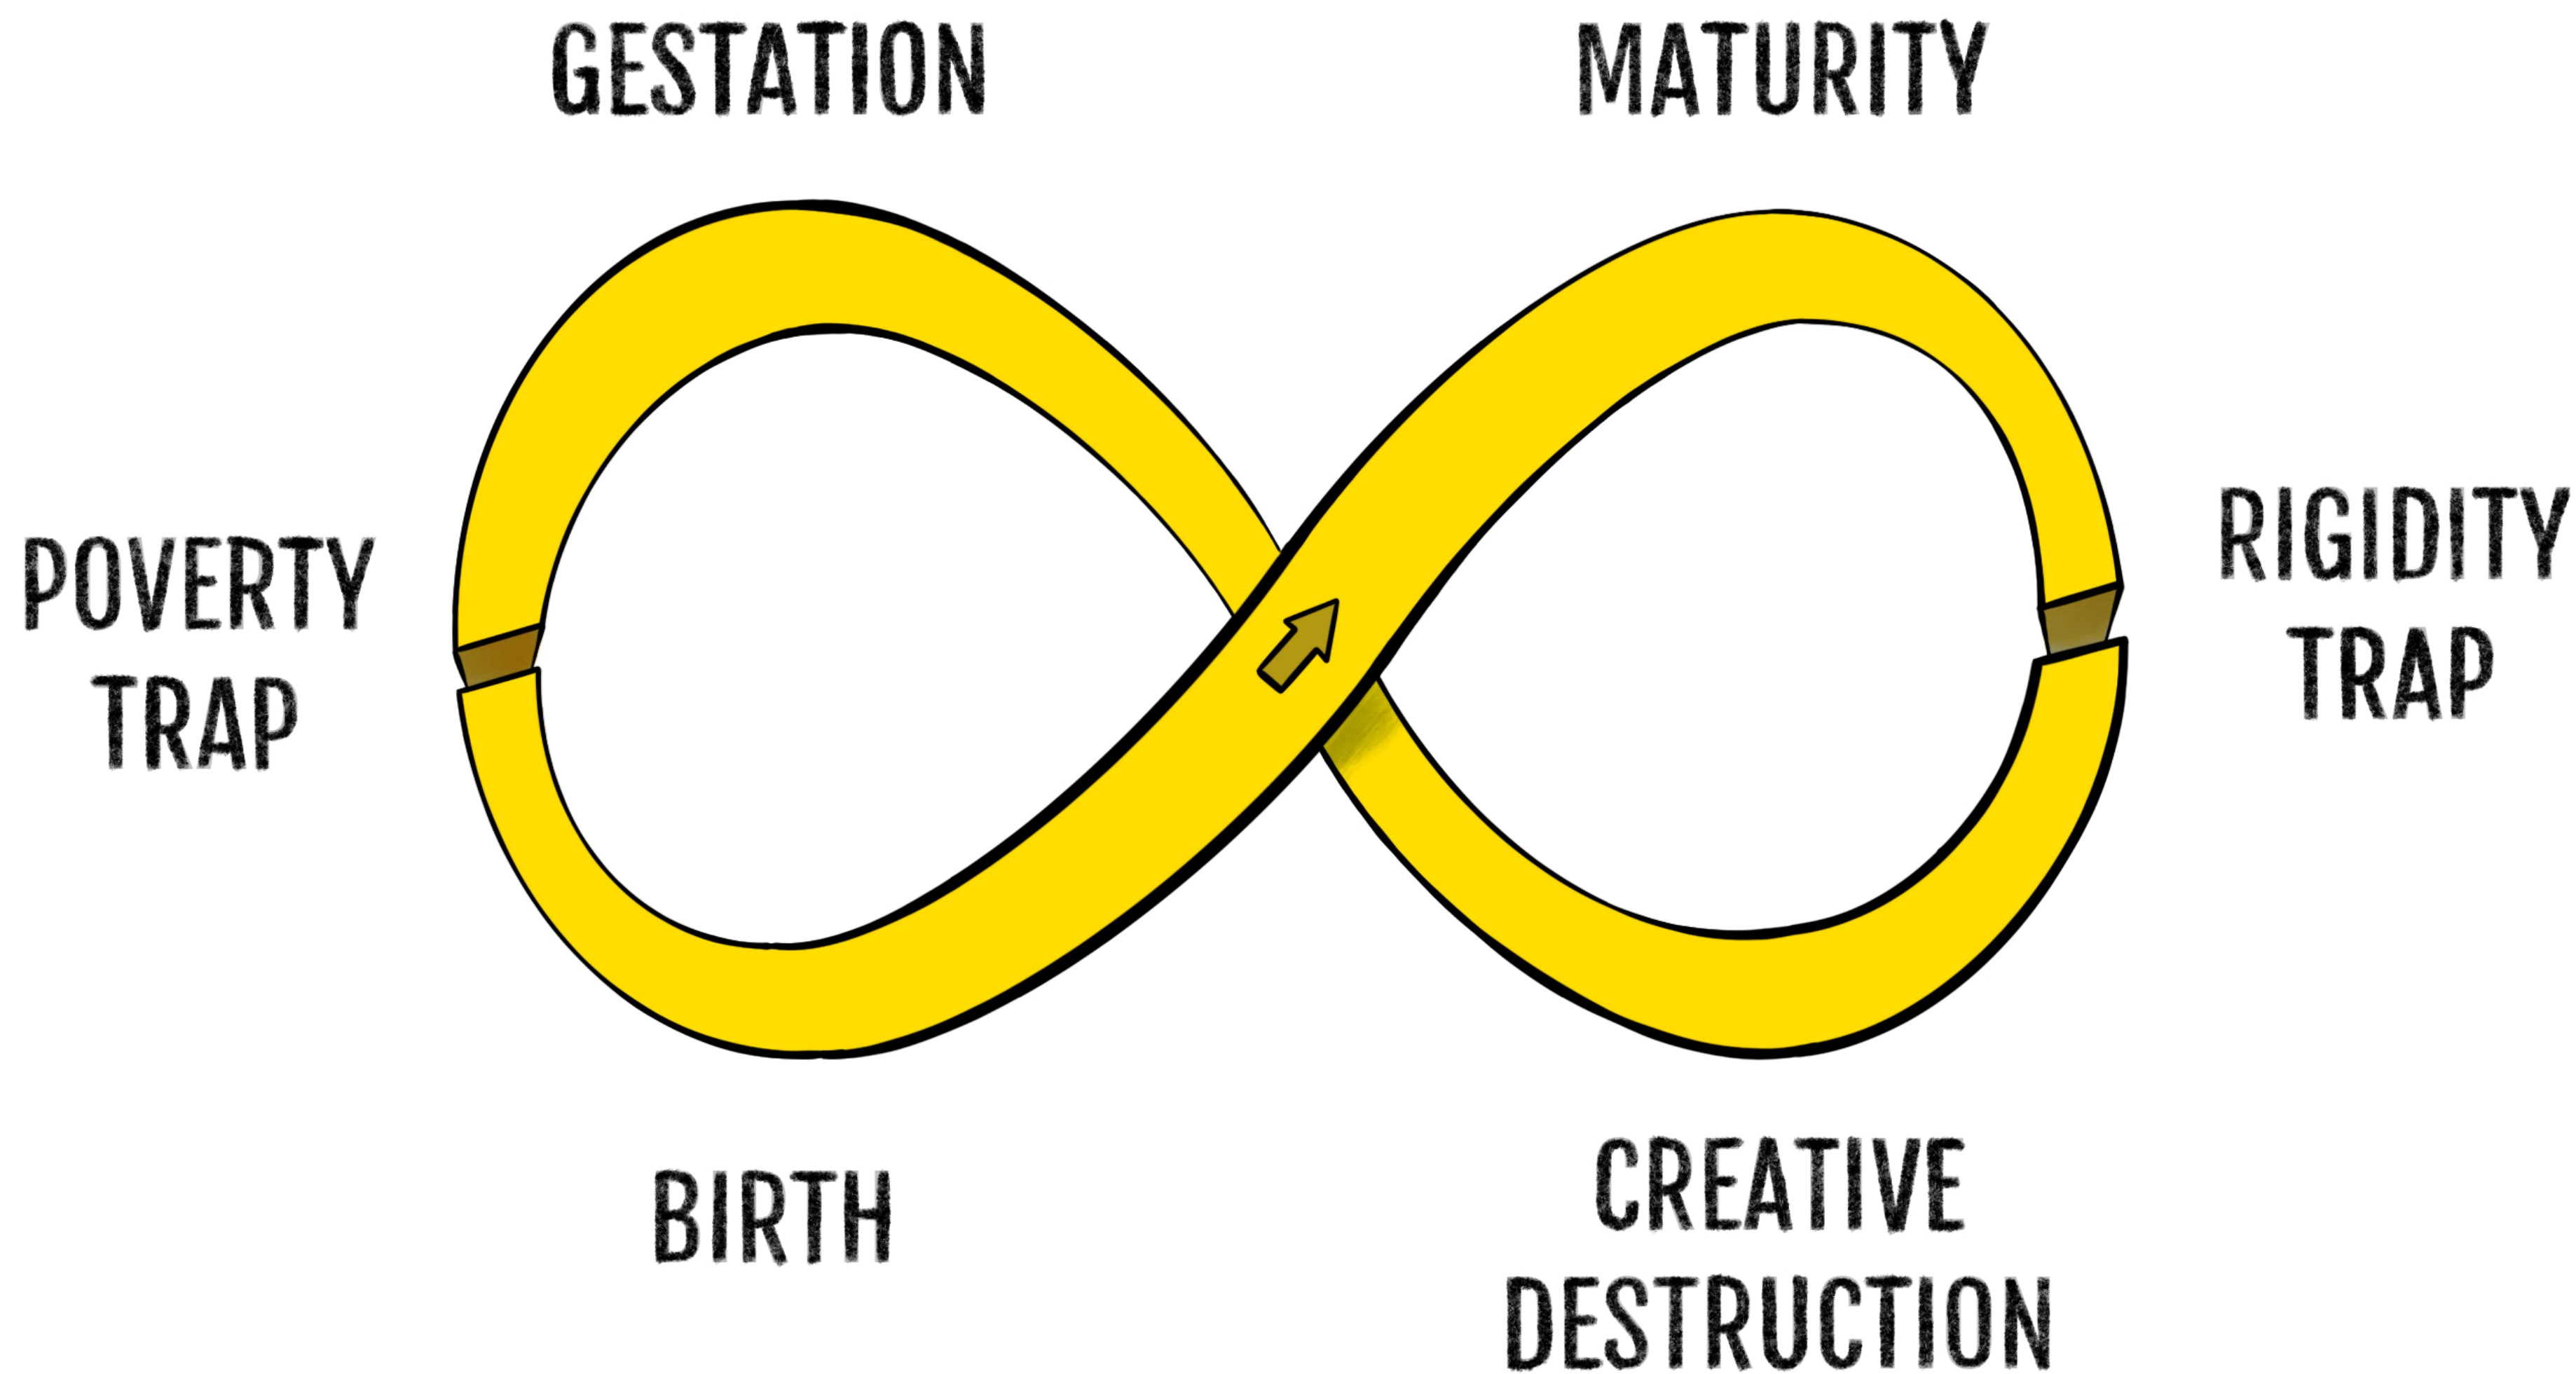 GESTATION
MATURITY
POVERTY
TRAP
RIGIDITY
TRAP
BIRTH
CREATIVE
DESTRUCTION